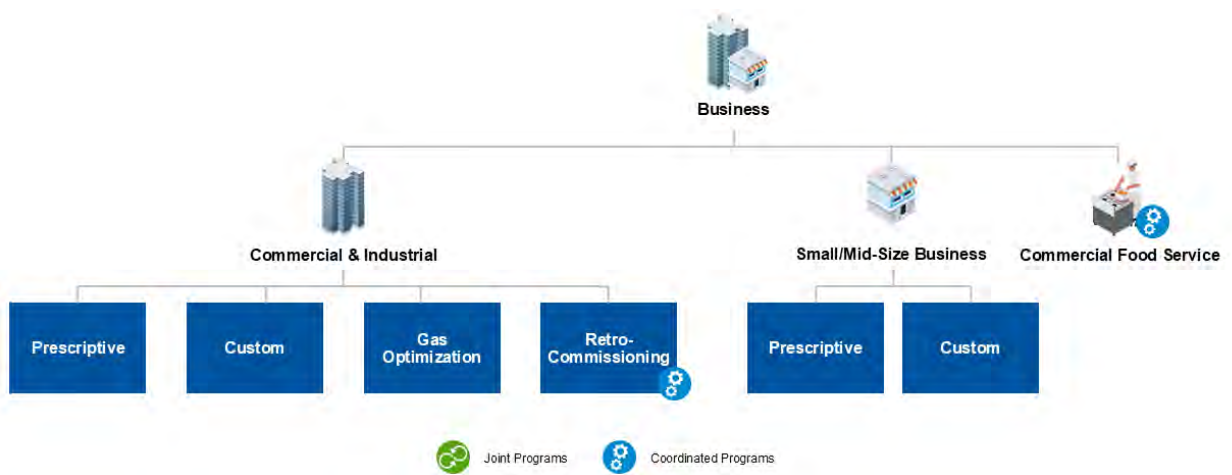 Business
Commercial & Industrial
Small/Mid-Size Business
Commercial Food Service
Prescriptive
Custom
Gas
Optimization
Retro-
Commissioning
Prescriptive
Custom
Joint Programs
Coordinated Programs